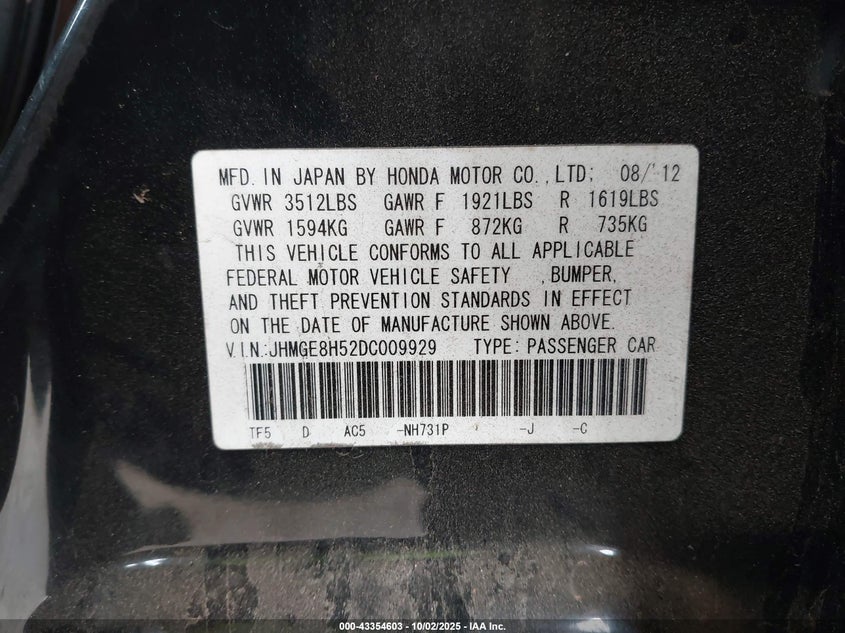 MFD. IN JAPAN BY HONDA MOTOR CO., LTD: 08/'12
GVWR 3512LBS GAWR F 1921LBS R 1619LBS
GVWR 1594KG GAWR F 872KG R 735KG
THIS VEHICLE CONFORMS TO ALL APPLICABLE
FEDERAL MOTOR VEHICLE SAFETY , BUMPER,
AND THEFT PREVENTION STANDARDS IN EFFECT
ON THE DATE OF MANUFACTURE SHOWN ABOVE.
V.I.N.:JHMGE8H52DC009929 TYPE: PASSENGER CAR
TF5 D AC5 -NH731P -J -C
000-43354603 - 10/02/2025 - IAA Inc.